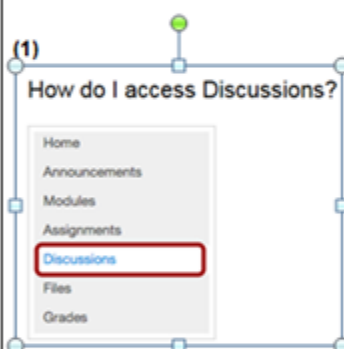 (1)
How do I access Discussions?
Home
Announcements
Modules
Assignments
Discussions
Files
Grades